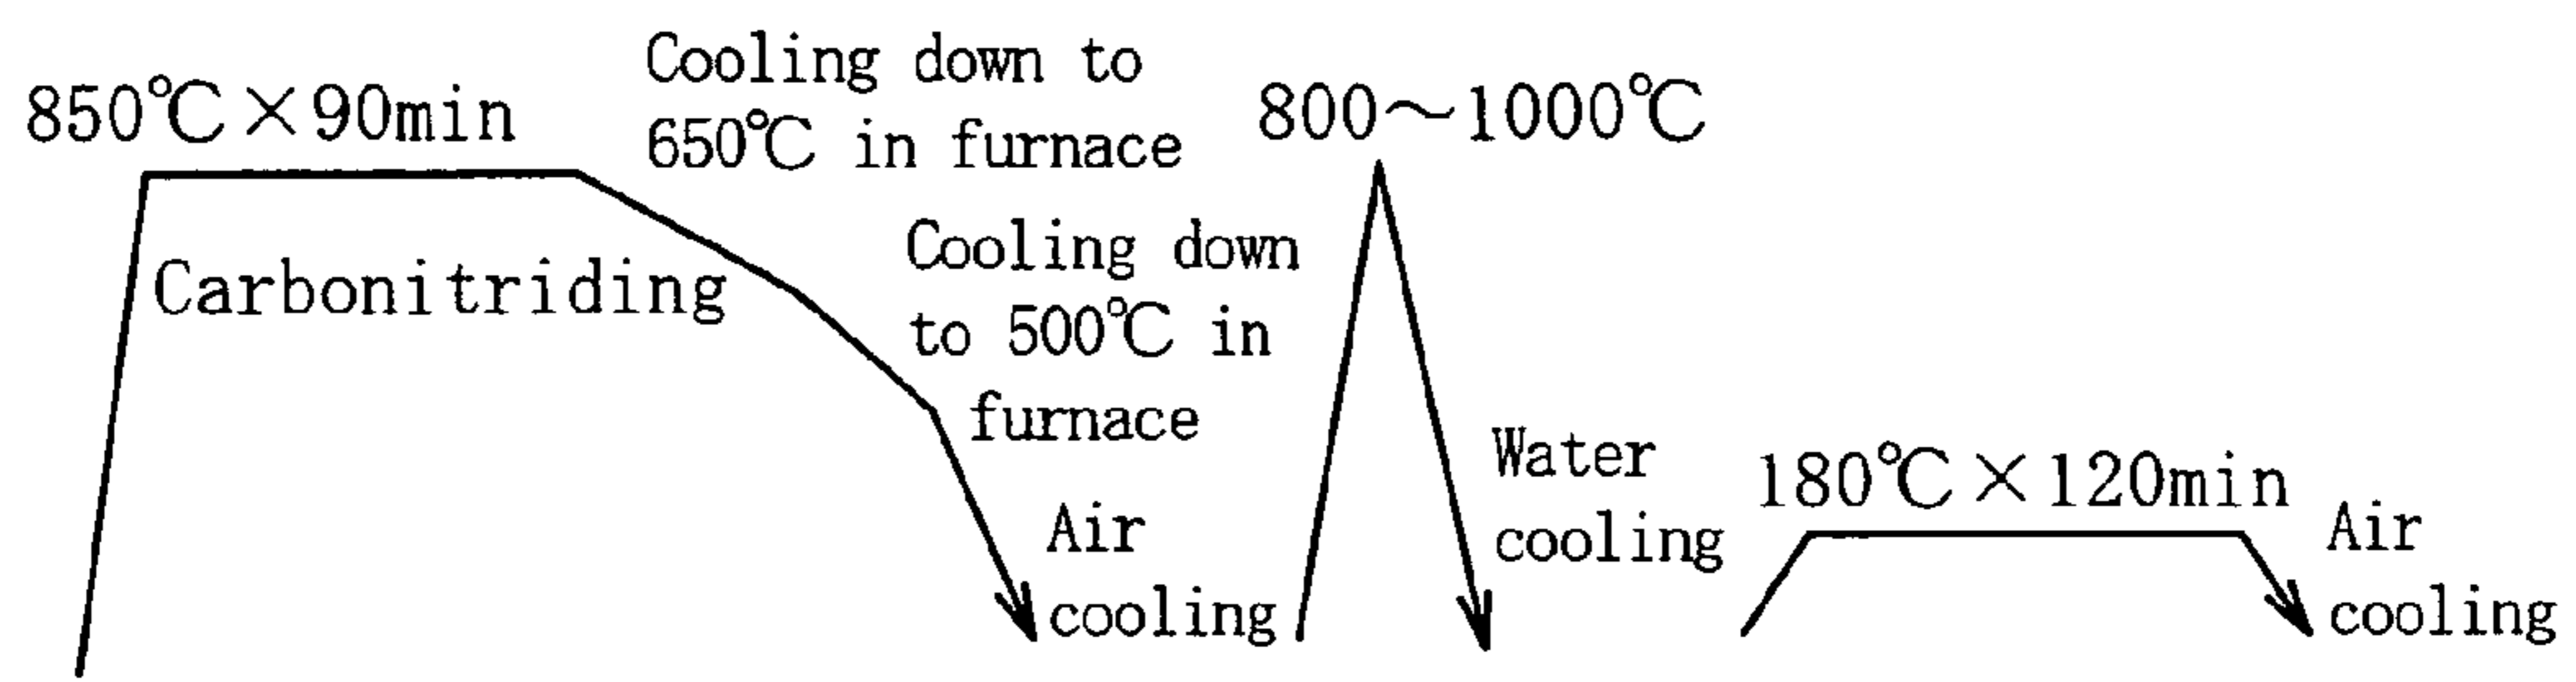 850℃×90min
Carbonitriding
Cooling down to
650℃ in furnace
Cooling down
to 500℃ in
furnace
Air
cooling
800～1000℃
Water
cooling
180℃×120min
Air
cooling